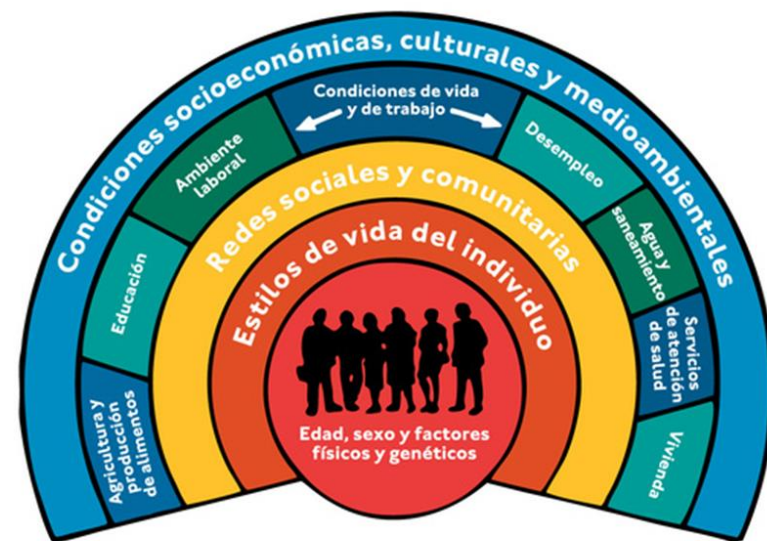 Condiciones socioeconómicas, culturales y medioambientales
Condiciones de vida
y de trabajo
Agricultura y
producción
de alimentos
Educación
Ambiente
laboral
Desempleo
Agua y
saneamiento
Servicios
de atención
de salud
Vivienda
Redes sociales y comunitarias
Estilos de vida del individuo
Edad, sexo y factores
físicos y genéticos